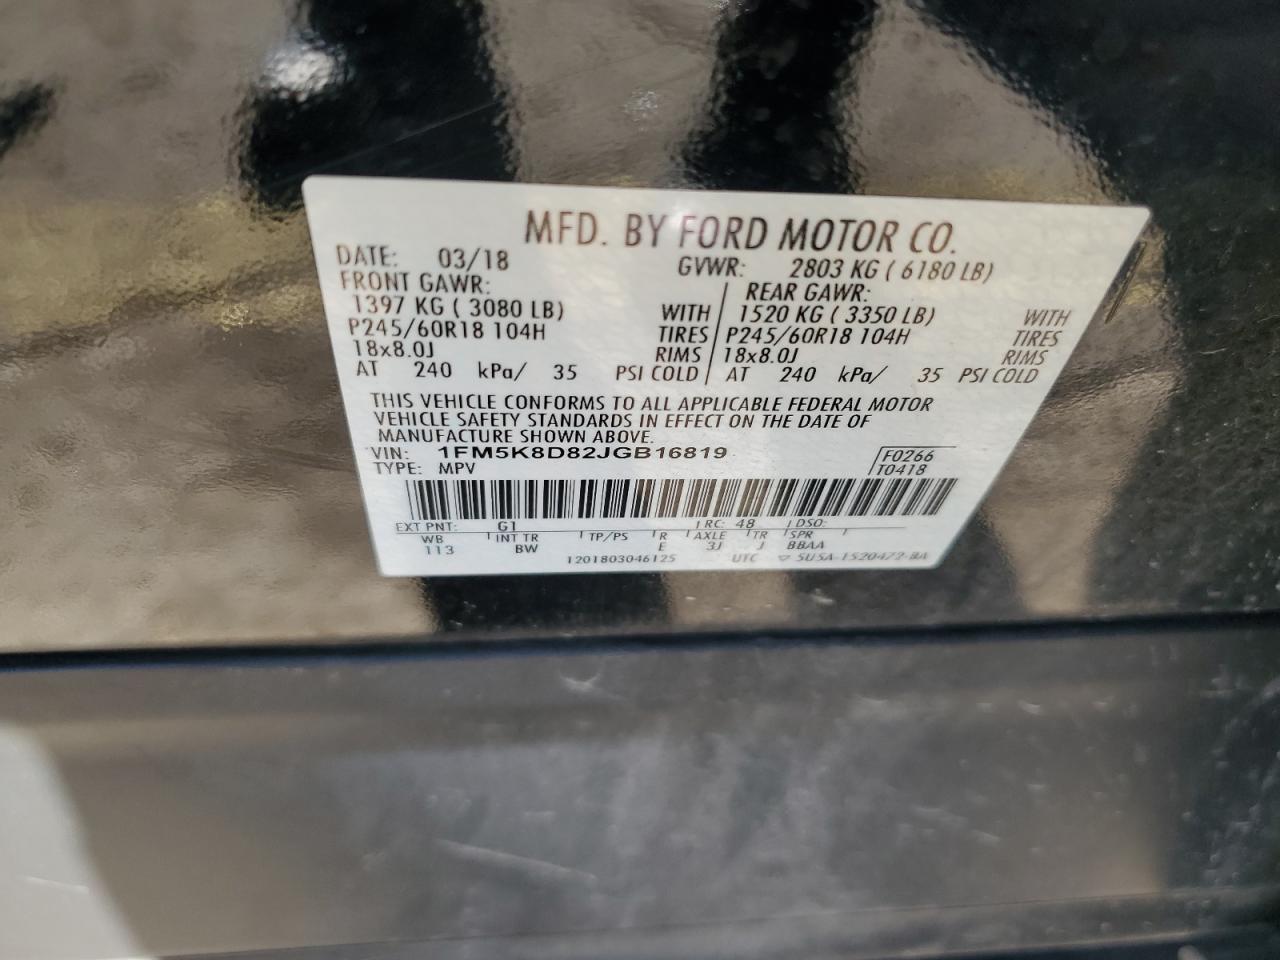 MFD. BY FORD MOTOR CO.
DATE: 03/18 GVWR: 2803 KG ( 6180 LB)
FRONT GAWR: REAR GAWR:
1397 KG ( 3080 LB) WITH 1520 KG ( 3350 LB) WITH
P245/60R18 104H TIRES P245/60R18 104H TIRES
18x8.0J RIMS 18x8.0J RIMS
AT 240 kPa/ 35 PSI COLD AT 240 kPa/ 35 PSI COLD
THIS VEHICLE CONFORMS TO ALL APPLICABLE FEDERAL MOTOR
VEHICLE SAFETY STANDARDS IN EFFECT ON THE DATE OF
MANUFACTURE SHOWN ABOVE.
VIN: 1FM5K8D82JGB16819 F0266
TYPE: MPV T0418
EXT PNT: G1 RC: 48 DSO:
WB INT TR TP/PS R AXLE TR SPR
113 BW E 3J J BBAA
1201803046125 UTC 5U5A-1520472-BA